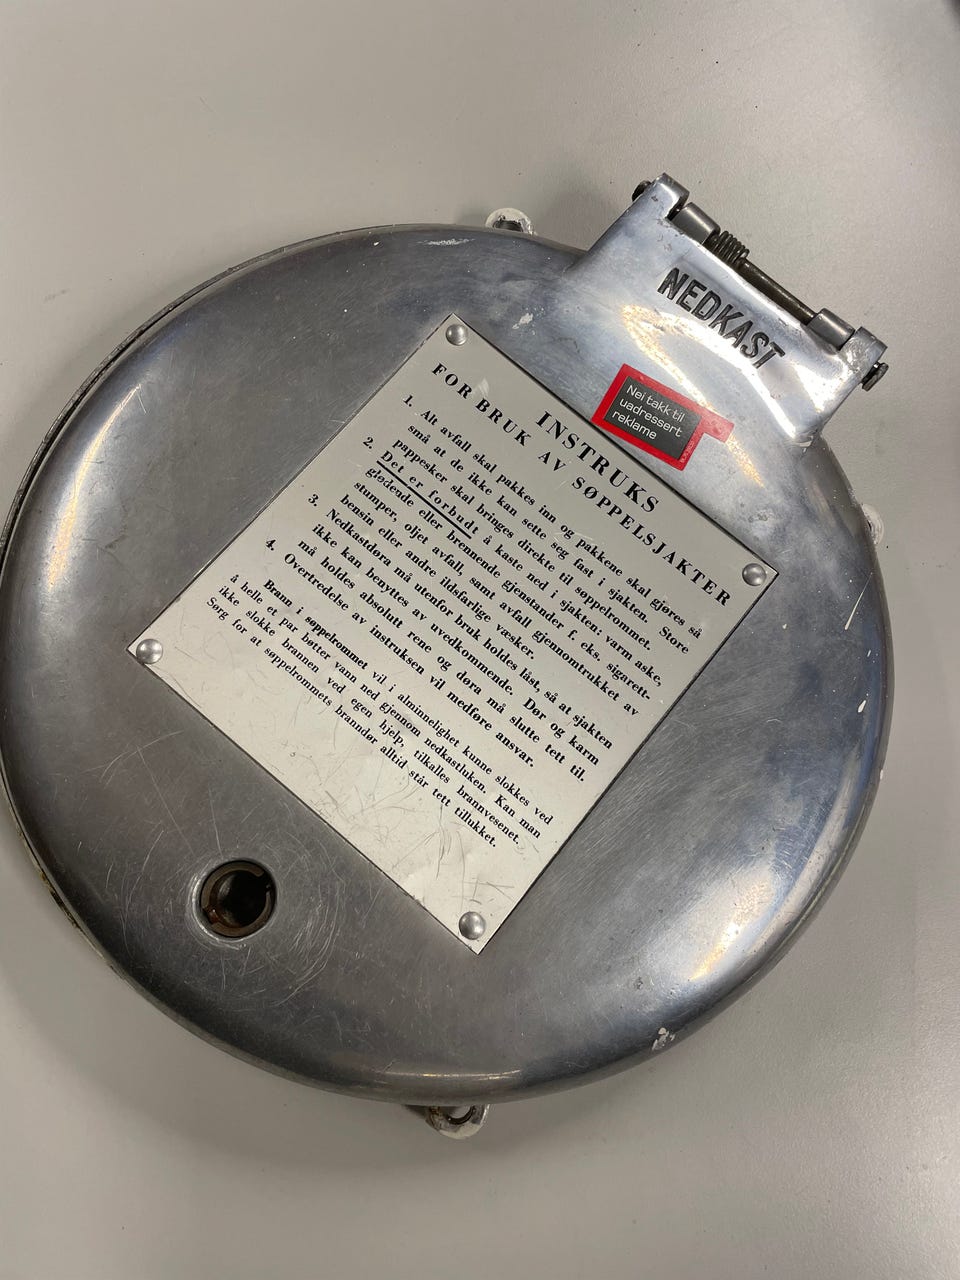 NEDKAST
Nei takk til
uadressert
reklame
INSTRUKS
FOR BRUK AV SØPPELSJAKTER
1. Alt avfall skal pakkes inn og pakkene skal gjøres så
små at de ikke kan sette seg fast i sjakten. Store
pappesker skal bringes direkte til søppelrommet.
2. Det er forbudt å kaste ned i sjakten: varm aske,
glødende eller brennende gjenstander f. eks. sigarett-
stumper, oljet avfall, samt avfall gjennomtrukket av
bensin eller andre ildsfarlige væsker.
3. Nedkastdøra må utenfor bruk holdes låst, så at sjakten
ikke kan benyttes av uvedkommende. Dør og karm
må holdes absolutt rene og døra må slutte tett til.
4. Overtredelse av instruksen vil medføre ansvar.
Brann i søppelrommet vil i alminnelighet kunne slokkes ved
å helle et par bøtter vann ned gjennom nedkastluken. Kan man
ikke slokke brannen ved egen hjelp, tilkalles brannvesenet.
Sørg for at søppelrommets branndør alltid står tett tillukket.